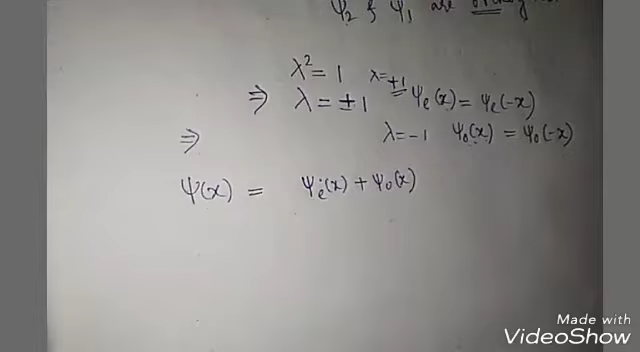 ψ₂ & ψ₁ are
λ² = 1 λ=+1
⇒ λ = ±1 ψₑ(x) = ψₑ(-x)
⇒ λ=-1 ψₒ(x) = ψₒ(-x)
ψ(x) = ψₑ(x) + ψₒ(x)
Made with
VideoShow